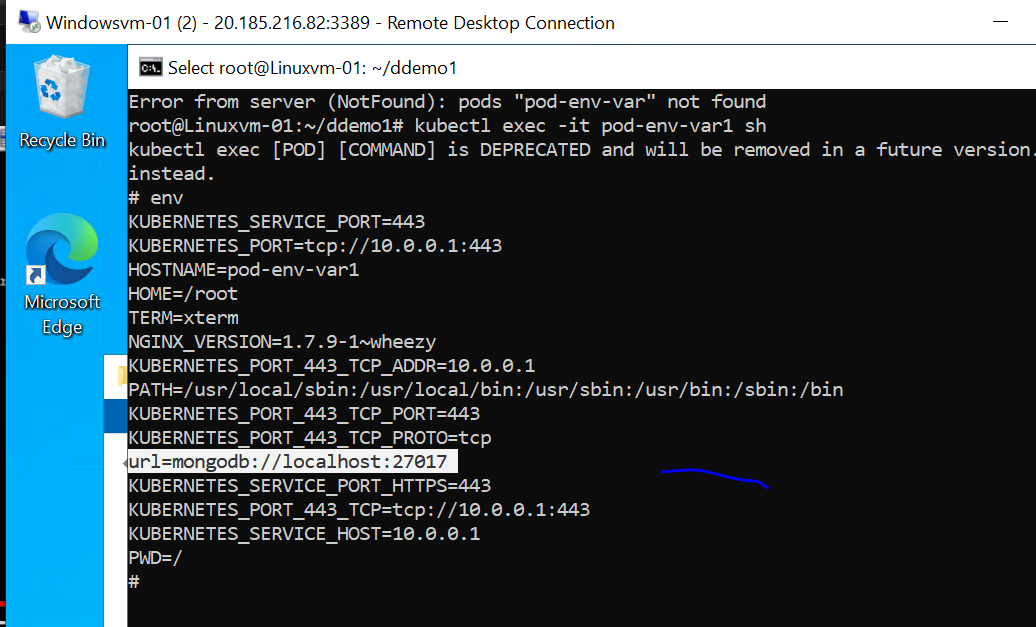 Windowsvm-01 (2) - 20.185.216.82:3389 - Remote Desktop Connection
Recycle Bin
Microsoft
Edge
Select root@Linuxvm-01: ~/ddemo1
Error from server (NotFound): pods "pod-env-var" not found
root@Linuxvm-01:~/ddemo1# kubectl exec -it pod-env-var1 sh
kubectl exec [POD] [COMMAND] is DEPRECATED and will be removed in a future version.
instead.
# env
KUBERNETES_SERVICE_PORT=443
KUBERNETES_PORT=tcp://10.0.0.1:443
HOSTNAME=pod-env-var1
HOME=/root
TERM=xterm
NGINX_VERSION=1.7.9-1~wheezy
KUBERNETES_PORT_443_TCP_ADDR=10.0.0.1
PATH=/usr/local/sbin:/usr/local/bin:/usr/sbin:/usr/bin:/sbin:/bin
KUBERNETES_PORT_443_TCP_PORT=443
KUBERNETES_PORT_443_TCP_PROTO=tcp
url=mongodb://localhost:27017
KUBERNETES_SERVICE_PORT_HTTPS=443
KUBERNETES_PORT_443_TCP=tcp://10.0.0.1:443
KUBERNETES_SERVICE_HOST=10.0.0.1
PWD=/
#